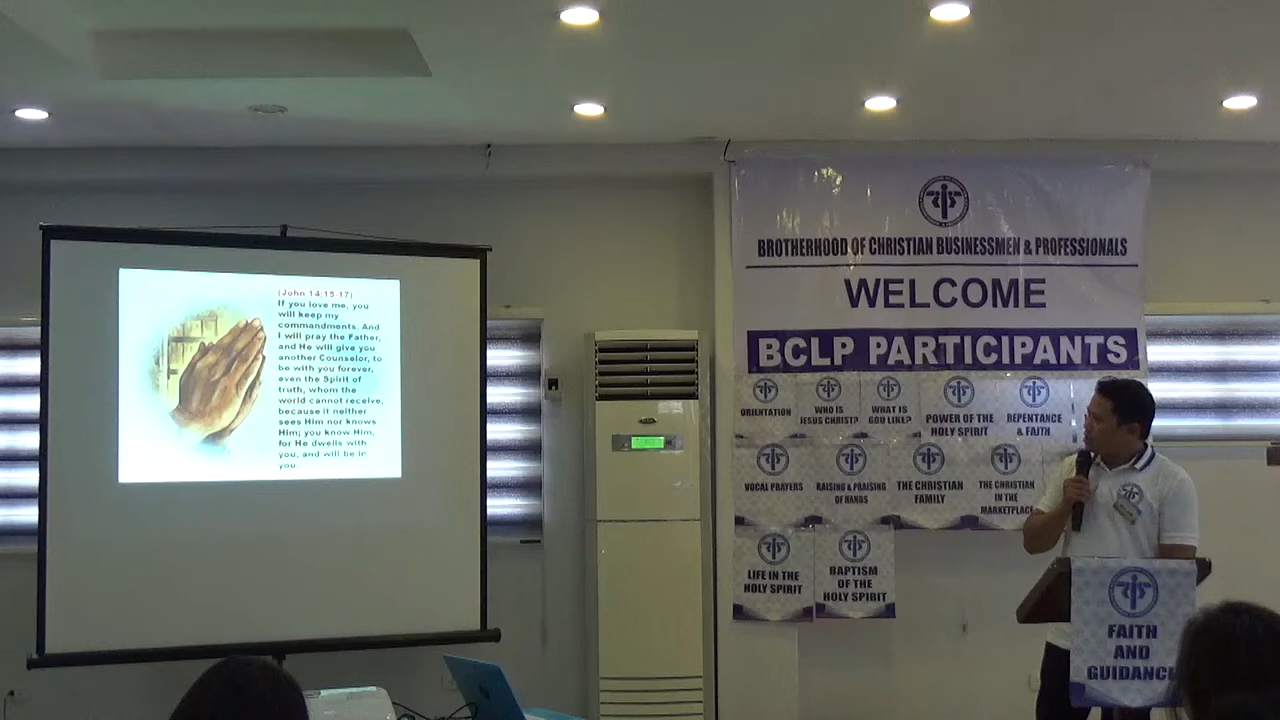 (John 14:15-17)
If you love me, you
will keep my
commandments. And
I will pray the Father,
and He will give you
another Counselor, to
be with you forever,
even the Spirit of
truth, whom the
world cannot receive,
because it neither
sees Him nor knows
Him; you know Him,
for He dwells with
you, and will be in
you
BROTHERHOOD OF CHRISTIAN BUSINESSMEN & PROFESSIONALS
WELCOME
BCLP PARTICIPANTS
ORIENTATION
WHO IS
JESUS CHRIST?
WHAT IS
GOD LIKE?
POWER OF THE
HOLY SPIRIT
REPENTANCE
& FAITH
VOCAL PRAYERS
RAISING & PRAISING
OF HANDS
THE CHRISTIAN
FAMILY
THE CHRISTIAN
IN THE
MARKETPLACE
LIFE IN THE
HOLY SPIRIT
BAPTISM
OF THE
HOLY SPIRIT
FAITH
AND
GUIDANCE